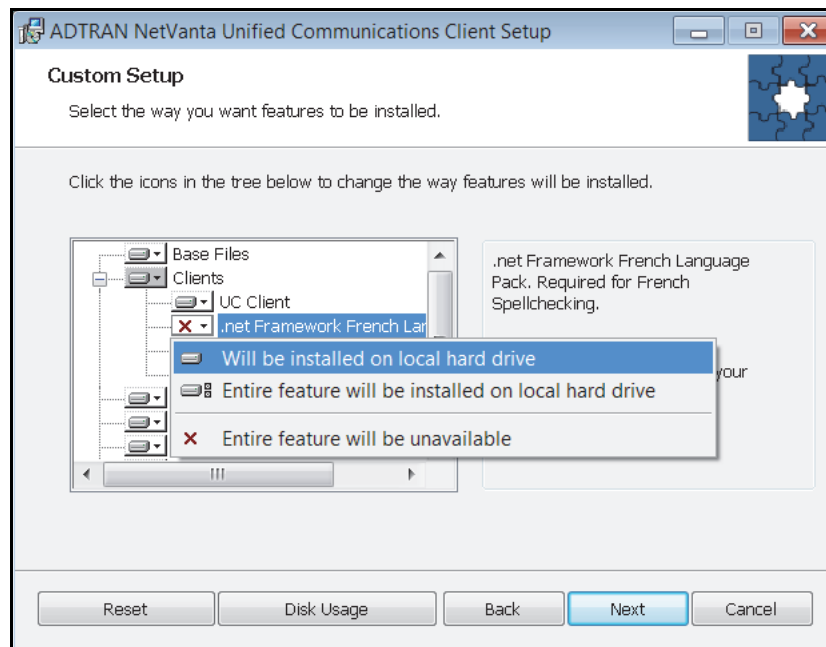 ADTRAN NetVanta Unified Communications Client Setup
Custom Setup
Select the way you want features to be installed.
Click the icons in the tree below to change the way features will be installed.
Base Files
Clients
UC Client
.net Framework French Lar
.net Framework French Language
Pack. Required for French
Spellchecking.
your
Will be installed on local hard drive
Entire feature will be installed on local hard drive
Entire feature will be unavailable
Reset
Disk Usage
Back
Next
Cancel